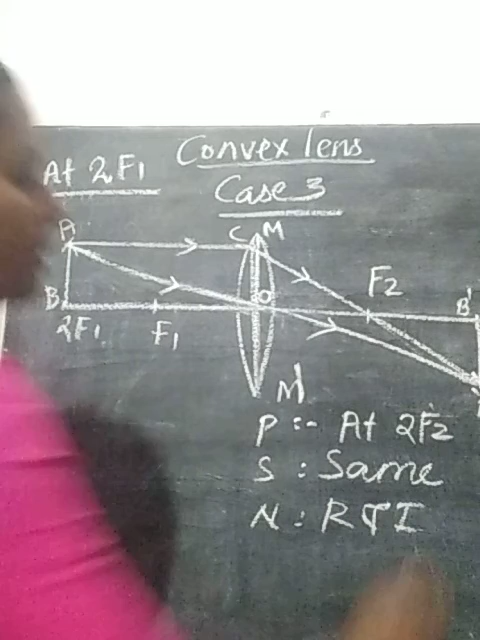 Convex lens
At 2F1
Case 3
A
C M
B
O
F2
B'
2F1
F1
M'
P :- At 2F2
S : Same
N : R & I